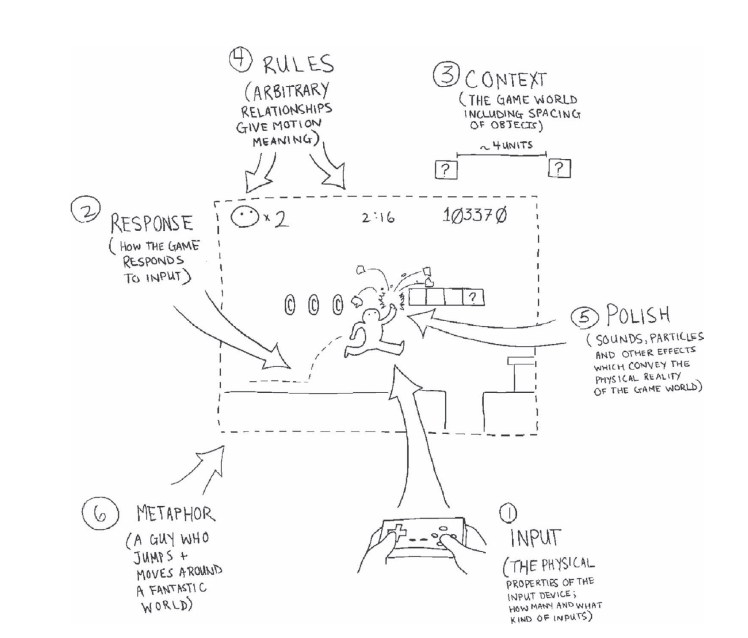 ④ RULES
(ARBITRARY
RELATIONSHIPS
GIVE MOTION
MEANING)
③ CONTEXT
(THE GAME WORLD
INCLUDING SPACING
OF OBJECTS)
~4 UNITS
? ?
② RESPONSE
(HOW THE GAME
RESPONDS
TO INPUT)
x 2 2:16 103370
C C C ?
⑤ POLISH
(SOUNDS, PARTICLES
AND OTHER EFFECTS
WHICH CONVEY THE
PHYSICAL REALITY
OF THE GAME WORLD)
⑥ METAPHOR
(A GUY WHO
JUMPS +
MOVES AROUND
A FANTASTIC
WORLD)
①
INPUT
(THE PHYSICAL
PROPERTIES OF THE
INPUT DEVICE;
HOW MANY AND WHAT
KIND OF INPUTS)